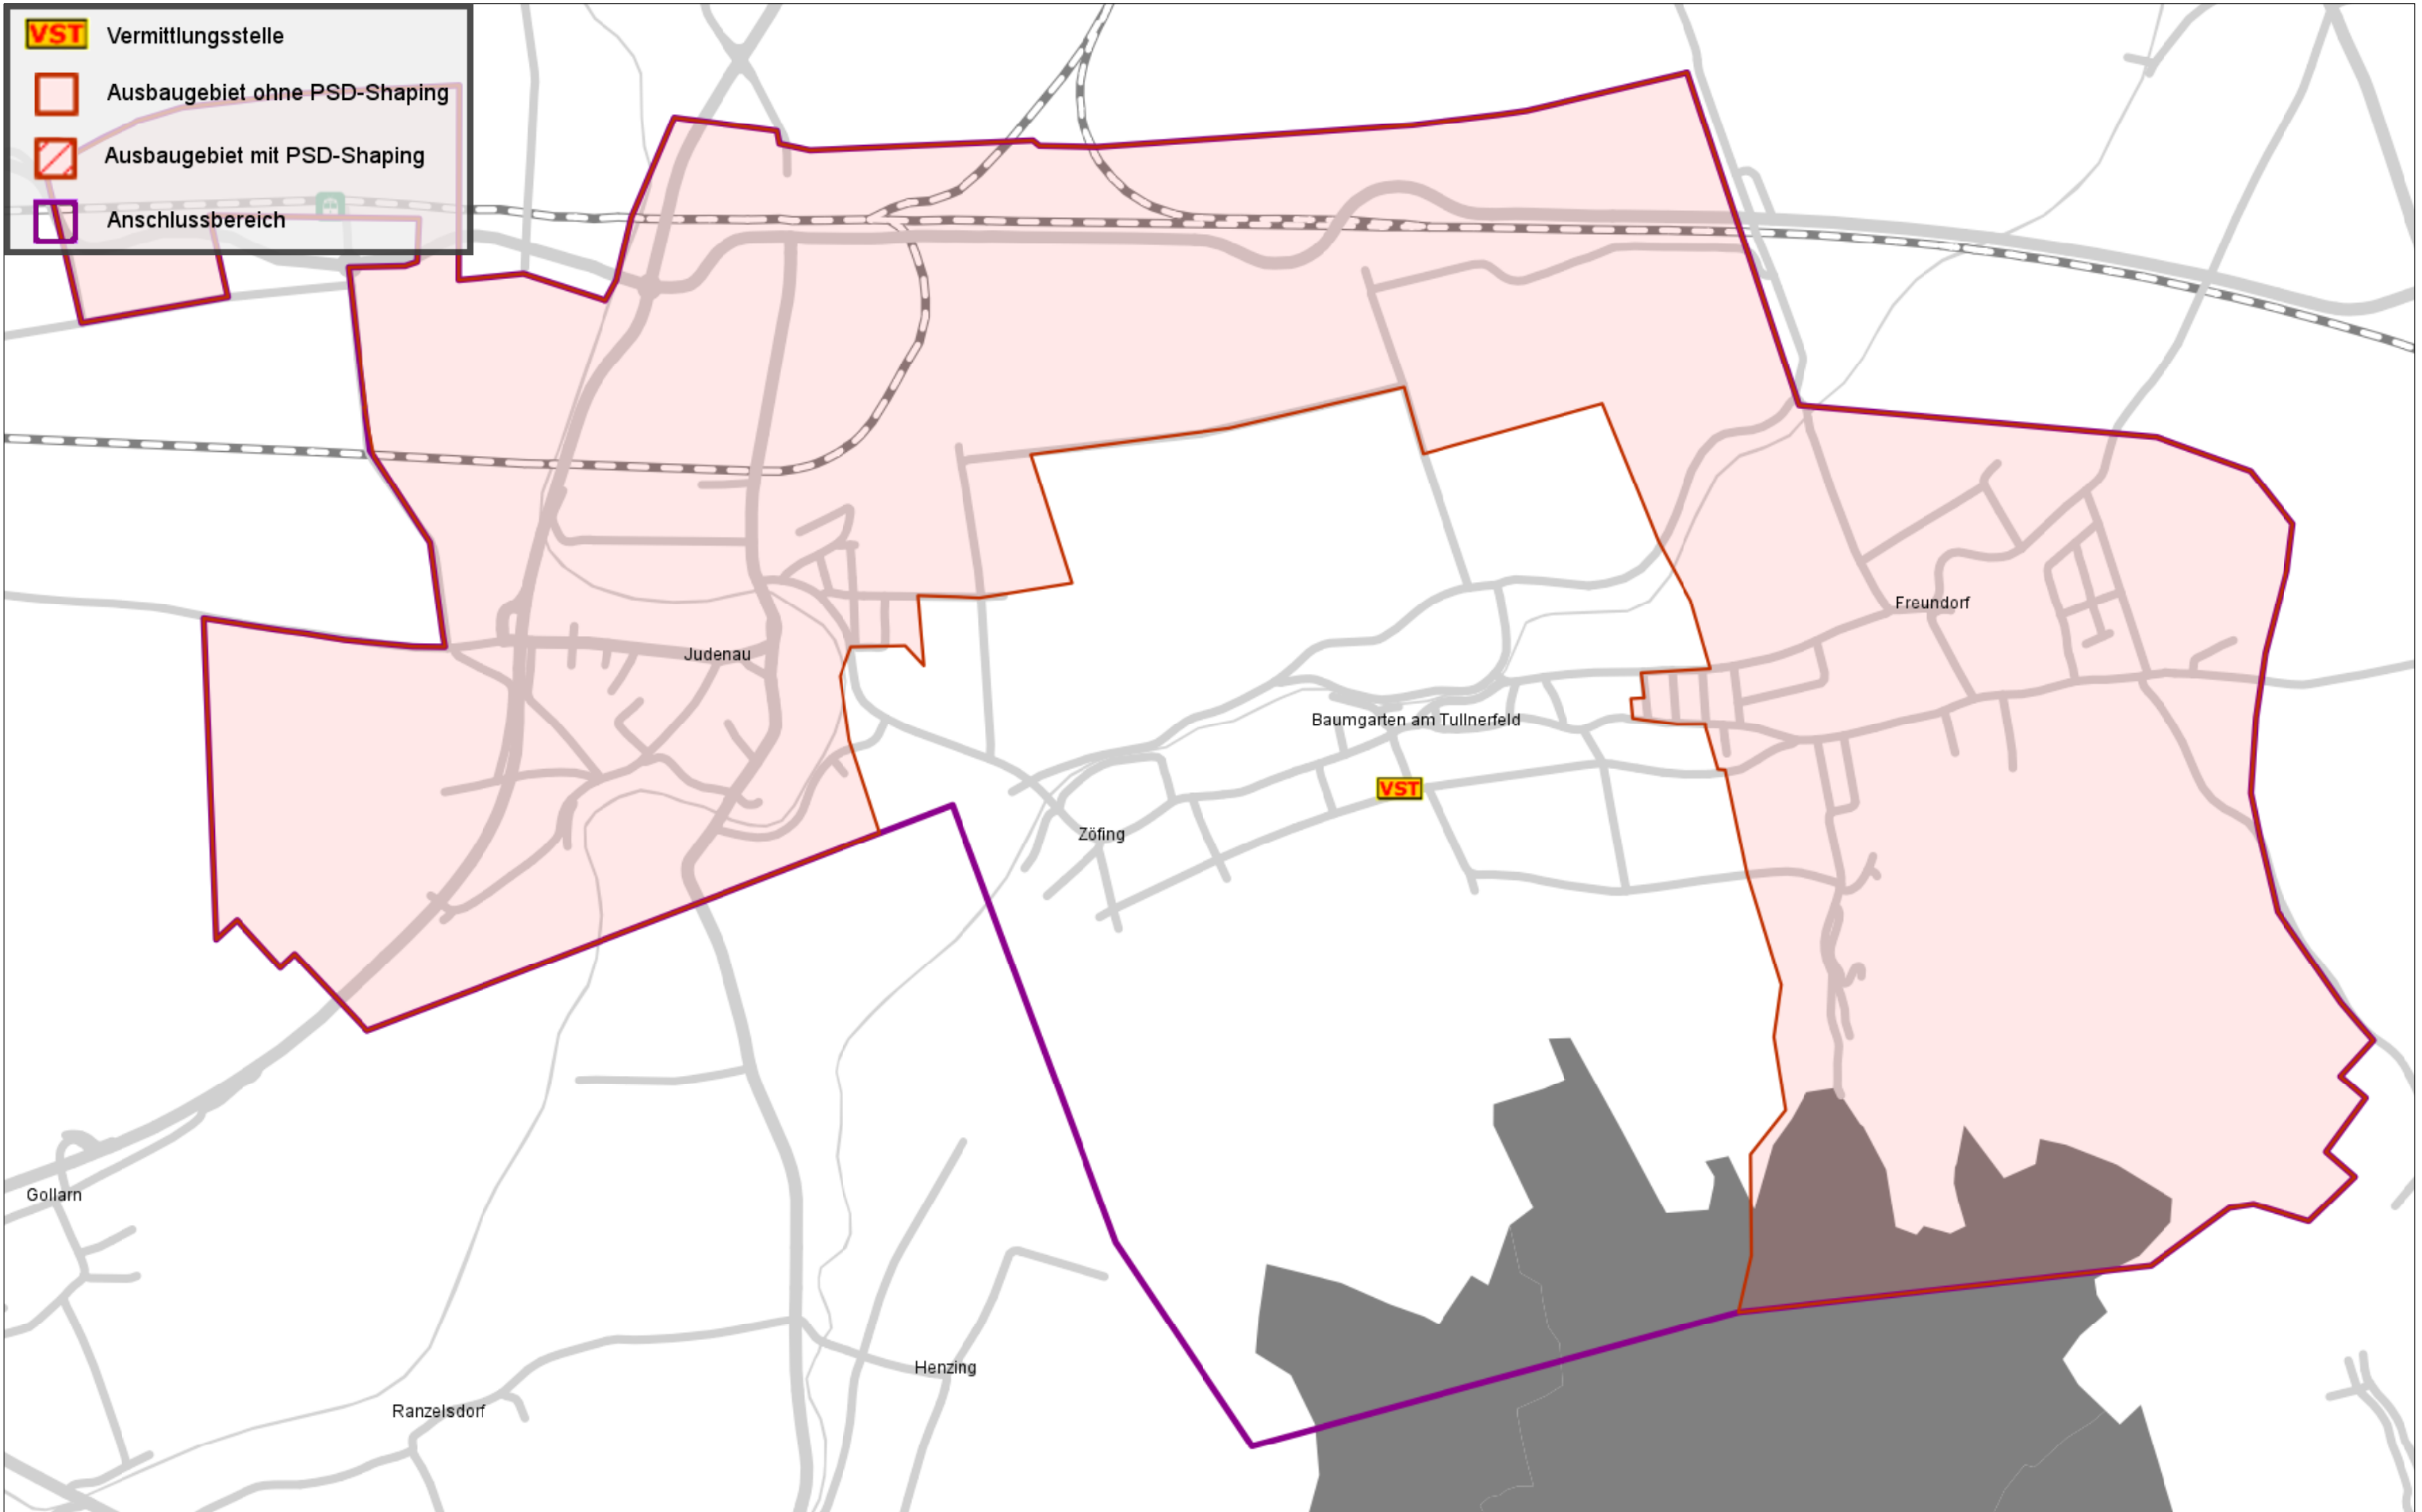 VST Vermittlungsstelle
Ausbaugebiet ohne PSD-Shaping
Ausbaugebiet mit PSD-Shaping
Anschlussbereich
Freundorf
Judenau
Baumgarten am Tullnerfeld
VST
Zöfing
Gollarn
Henzing
Ranzelsdorf